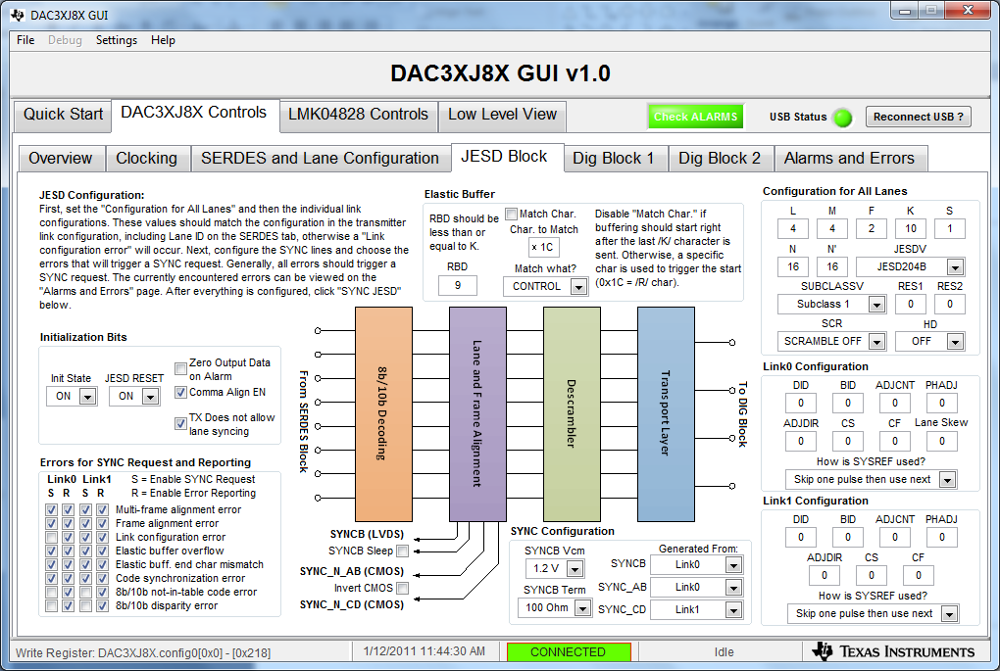 DAC3XJ8X GUI
File Debug Settings Help
DAC3XJ8X GUI v1.0
Quick Start DAC3XJ8X Controls LMK04828 Controls Low Level View Check ALARMS USB Status Reconnect USB ?
Overview Clocking SERDES and Lane Configuration JESD Block Dig Block 1 Dig Block 2 Alarms and Errors
JESD Configuration:
First, set the "Configuration for All Lanes" and then the individual link
configurations. These values should match the configuration in the transmitter
link configuration, including Lane ID on the SERDES tab, otherwise a "Link
configuration error" will occur. Next, configure the SYNC lines and choose the
errors that will trigger a SYNC request. Generally, all errors should trigger a
SYNC request. The currently encountered errors can be viewed on the
"Alarms and Errors" page. After everything is configured, click "SYNC JESD"
below.
Elastic Buffer
RBD should be
less than or
equal to K.
RBD
9
Match Char.
Char. to Match
x 1C
Match what?
CONTROL
Disable "Match Char." if
buffering should start right
after the last /K/ character is
sent. Otherwise, a specific
char is used to trigger the start
(0x1C = /R/ char).
Configuration for All Lanes
L M F K S
4 4 2 10 1
N N' JESDV
16 16 JESD204B
SUBCLASSV RES1 RES2
Subclass 1 0 0
SCR HD
SCRAMBLE OFF OFF
Initialization Bits
Init State JESD RESET
ON ON
Zero Output Data
on Alarm
Comma Align EN
TX Does not allow
lane syncing
Errors for SYNC Request and Reporting
Link0 Link1 S = Enable SYNC Request
S R S R R = Enable Error Reporting
Multi-frame alignment error
Frame alignment error
Link configuration error
Elastic buffer overflow
Elastic buff. end char mismatch
Code synchronization error
8b/10b not-in-table code error
8b/10b disparity error
From SERDES Block
8b/10b Decoding
Lane and Frame Alignment
Descrambler
Transport Layer
To DIG Block
SYNCB (LVDS)
SYNCB Sleep
SYNC_N_AB (CMOS)
Invert CMOS
SYNC_N_CD (CMOS)
SYNC Configuration
SYNCB Vcm
1.2 V
SYNCB Term
100 Ohm
Generated From:
SYNCB Link0
SYNC_AB Link0
SYNC_CD Link1
Link0 Configuration
DID BID ADJCNT PHADJ
0 0 0 0
ADJDIR CS CF Lane Skew
0 0 0 0
How is SYSREF used?
Skip one pulse then use next
Link1 Configuration
DID BID ADJCNT PHADJ
0 0 0 0
ADJDIR CS CF
0 0 0
How is SYSREF used?
Skip one pulse then use next
Write Register: DAC3XJ8X.config0[0x0] - [0x218] 1/12/2011 11:44:30 AM CONNECTED Idle TEXAS INSTRUMENTS